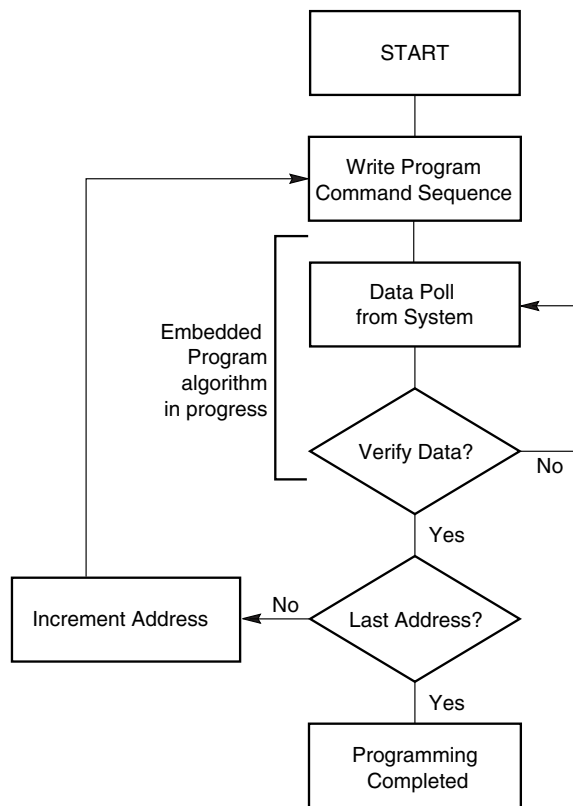 START
Write Program
Command Sequence
Data Poll
from System
Embedded
Program
algorithm
in progress
Verify Data?
No
Yes
Last Address?
No
Increment Address
Yes
Programming
Completed